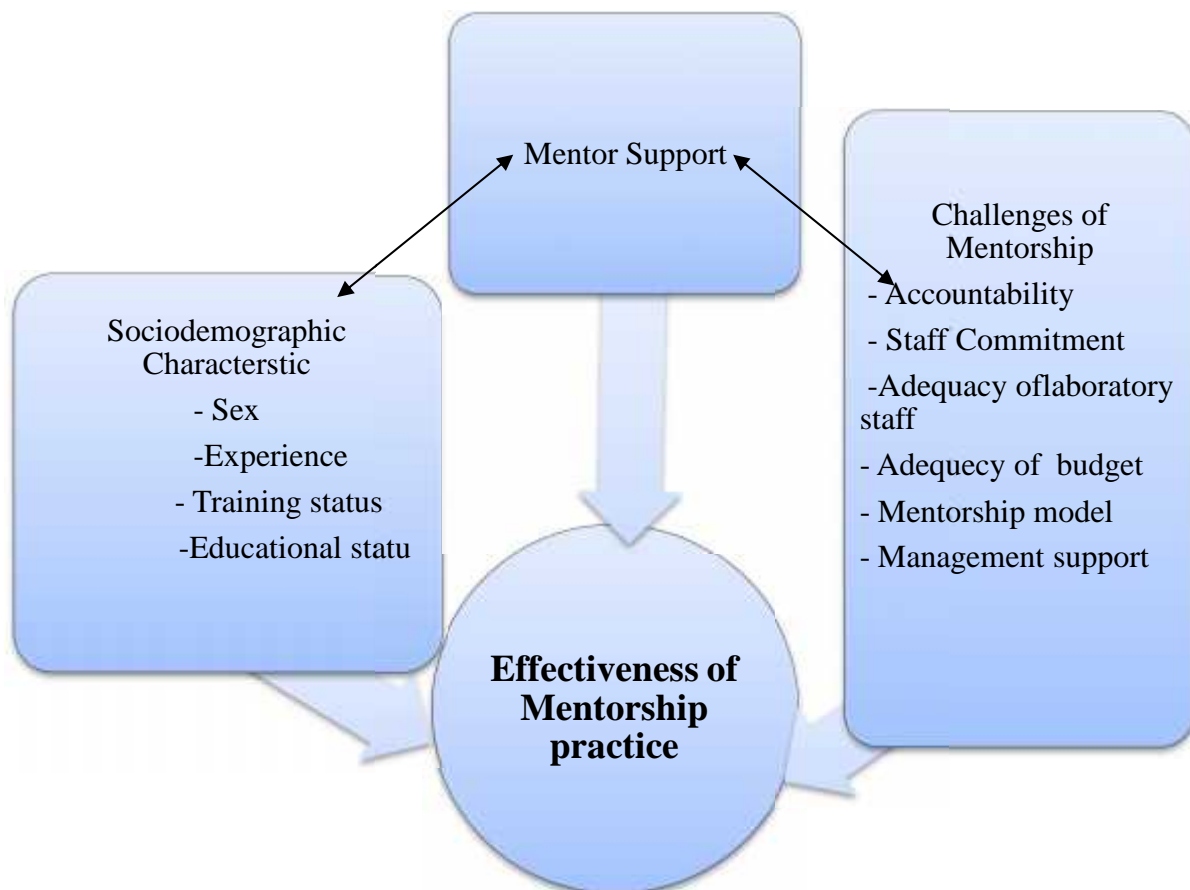 Mentor Support
Sociodemographic
Characterstic
- Sex
-Experience
- Training status
-Educational statu
Challenges of
Mentorship
- Accountability
- Staff Commitment
-Adequacy oflaboratory
staff
- Adequecy of  budget
- Mentorship model
- Management support
Effectiveness of
Mentorship
practice